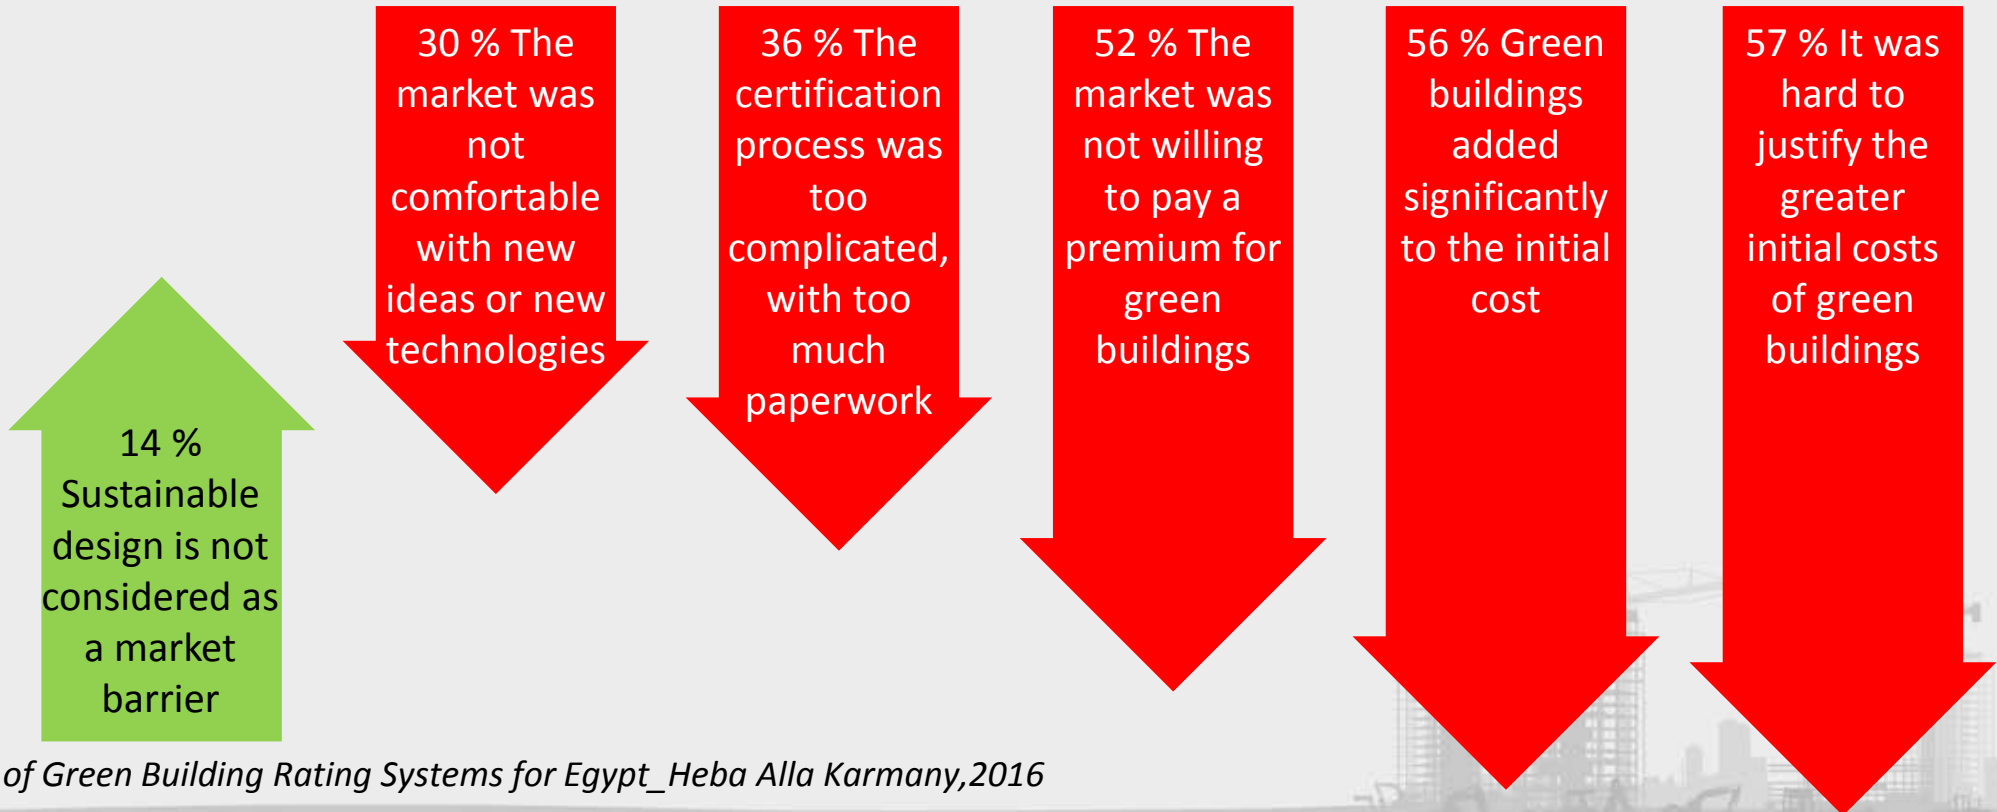 14 %
Sustainable
design is not
considered as
a market
barrier
30 % The
market was
not
comfortable
with new
ideas or new
technologies
36 % The
certification
process was
too
complicated,
with too
much
paperwork
52 % The
market was
not willing
to pay a
premium for
green
buildings
56 % Green
buildings
added
significantly
to the initial
cost
57 % It was
hard to
justify the
greater
initial costs
of green
buildings
of Green Building Rating Systems for Egypt_Heba Alla Karmany,2016